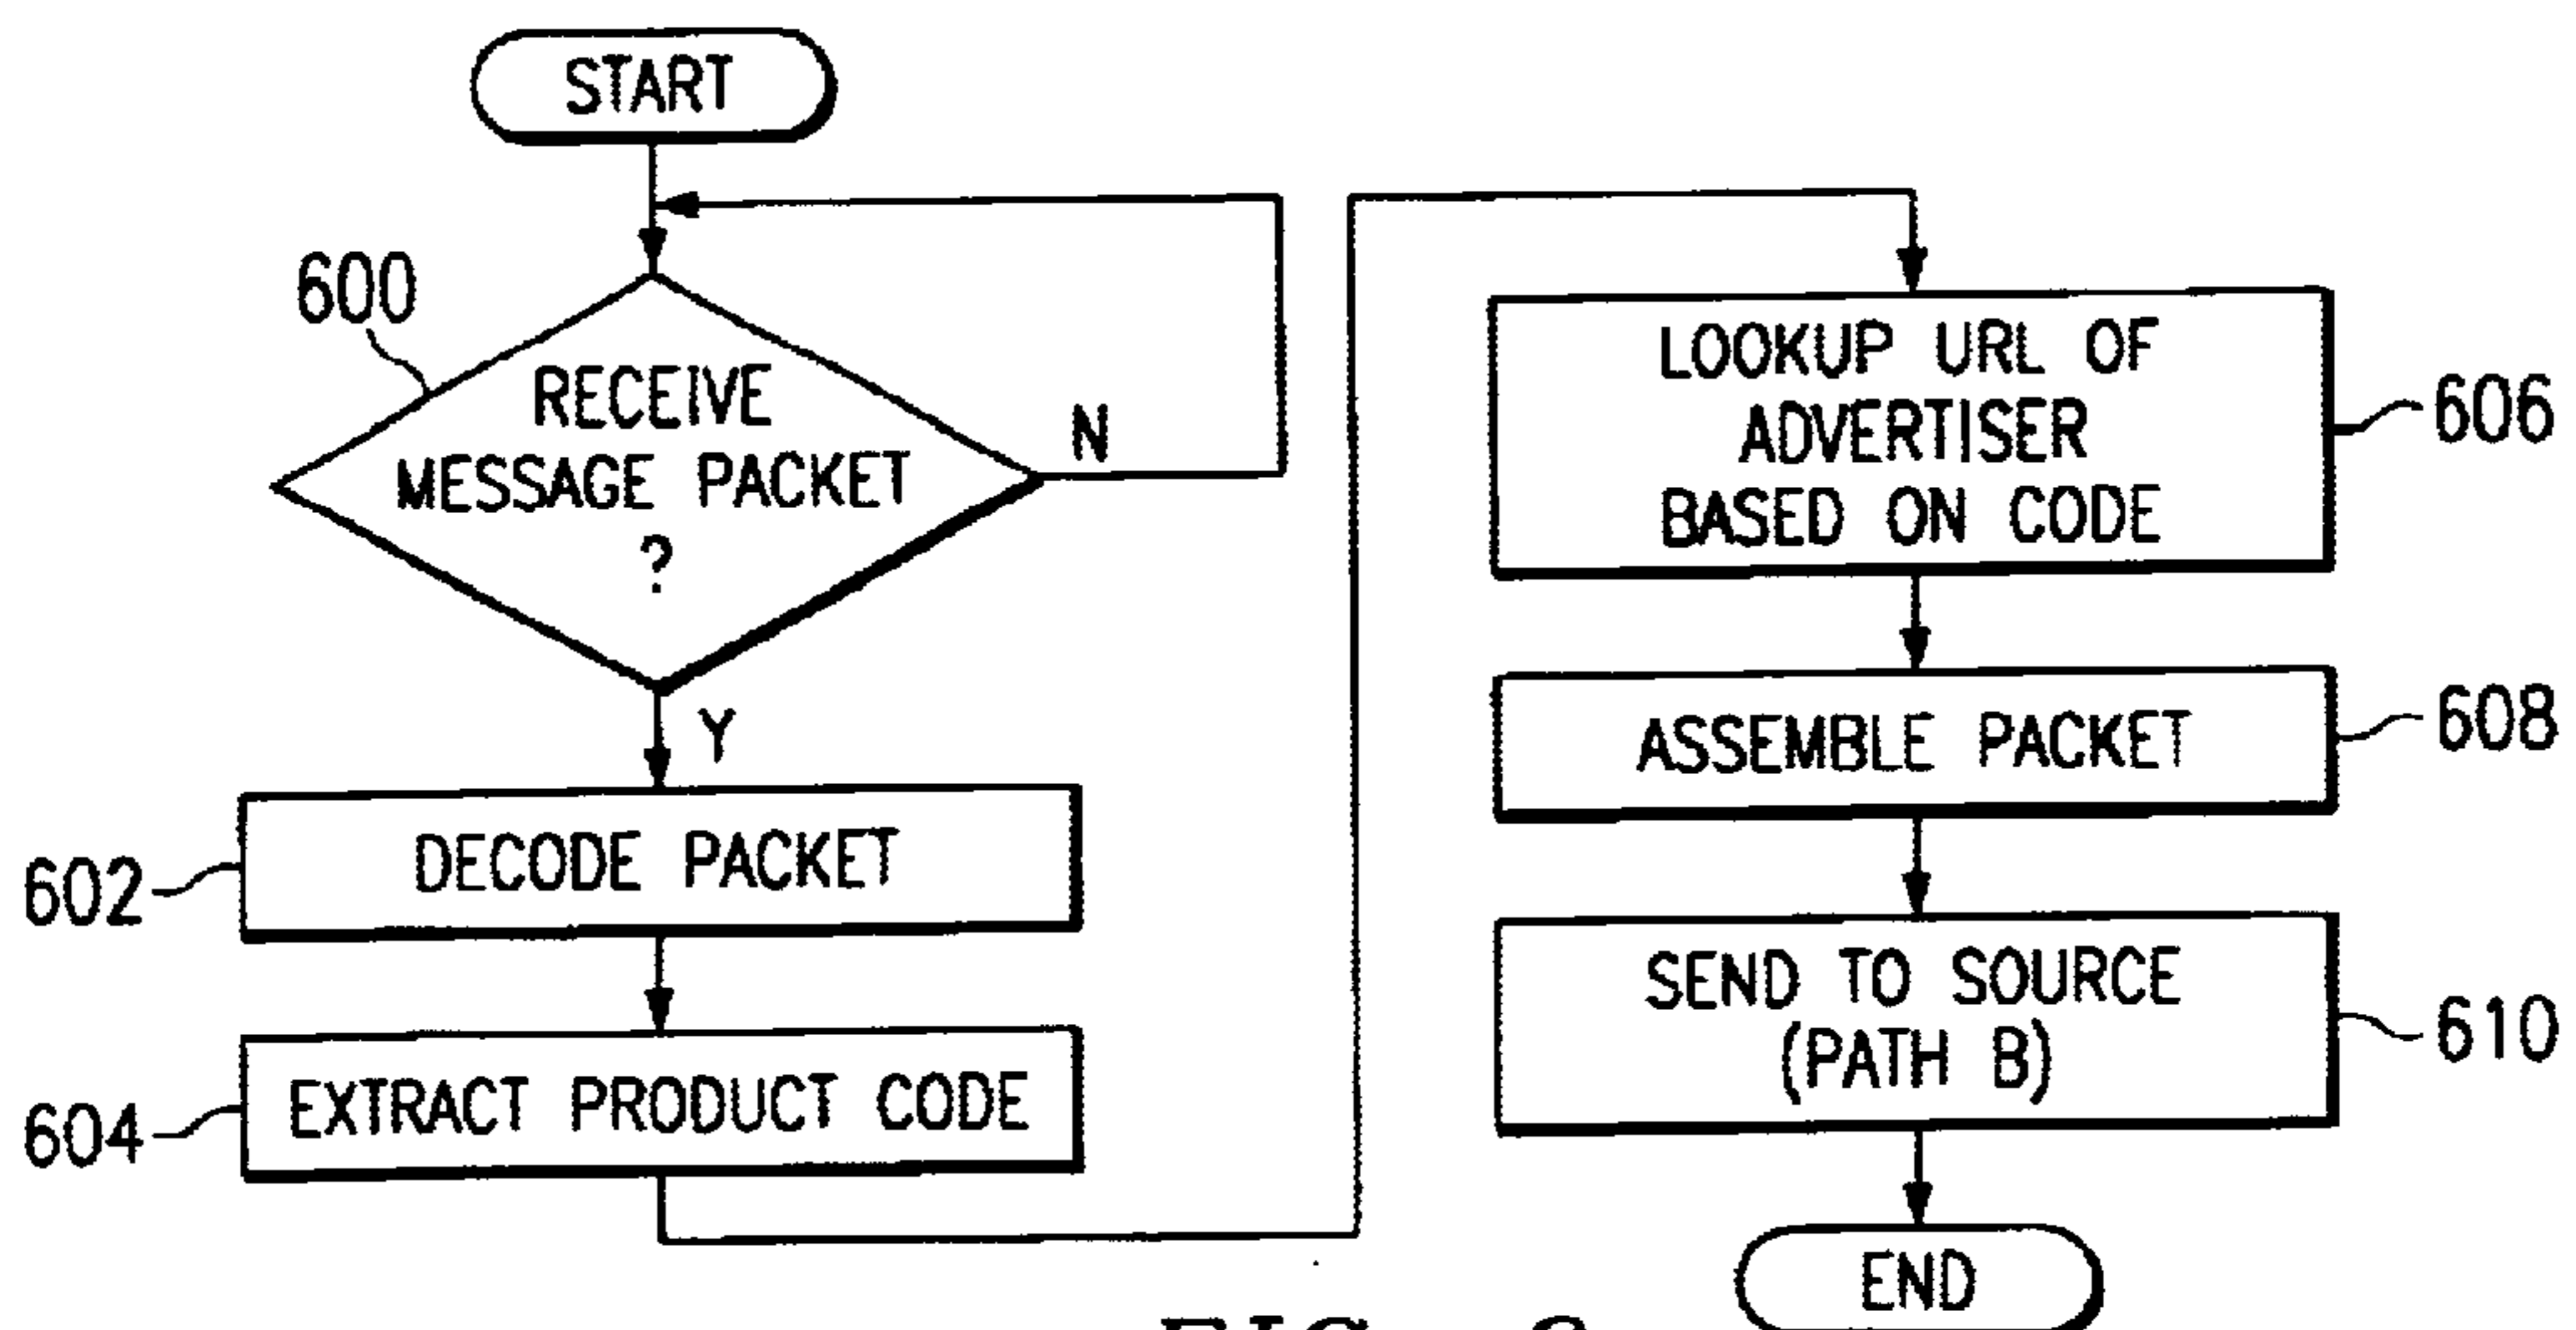 START
600
RECEIVE
MESSAGE PACKET
?
N
Y
602
DECODE PACKET
604
EXTRACT PRODUCT CODE
LOOKUP URL OF
ADVERTISER
BASED ON CODE
606
ASSEMBLE PACKET
608
SEND TO SOURCE
(PATH B)
610
END
FIG.